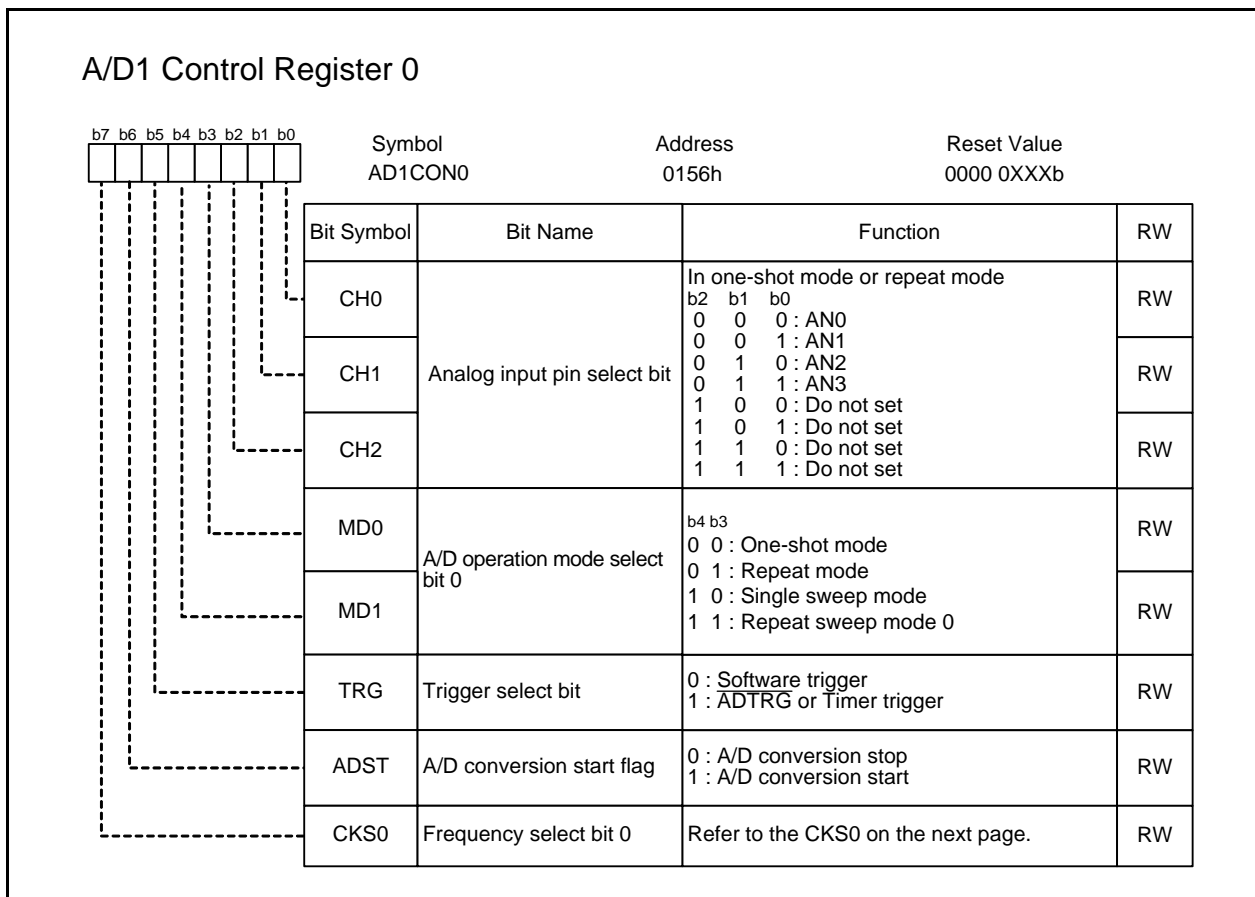 A/D1 Control Register 0
b7 b6 b5 b4 b3 b2 b1 b0
Symbol Address Reset Value
AD1CON0 0156h 0000 0XXXb
Bit Symbol Bit Name Function RW
CH0 RW
CH1 Analog input pin select bit RW
CH2 RW
In one-shot mode or repeat mode
b2 b1 b0
0 0 0 : AN0
0 0 1 : AN1
0 1 0 : AN2
0 1 1 : AN3
1 0 0 : Do not set
1 0 1 : Do not set
1 1 0 : Do not set
1 1 1 : Do not set
MD0 RW
MD1 RW
A/D operation mode select
bit 0
b4 b3
0 0 : One-shot mode
0 1 : Repeat mode
1 0 : Single sweep mode
1 1 : Repeat sweep mode 0
TRG Trigger select bit RW
0 : Software trigger
1 : ADTRG or Timer trigger
ADST A/D conversion start flag RW
0 : A/D conversion stop
1 : A/D conversion start
CKS0 Frequency select bit 0 Refer to the CKS0 on the next page. RW